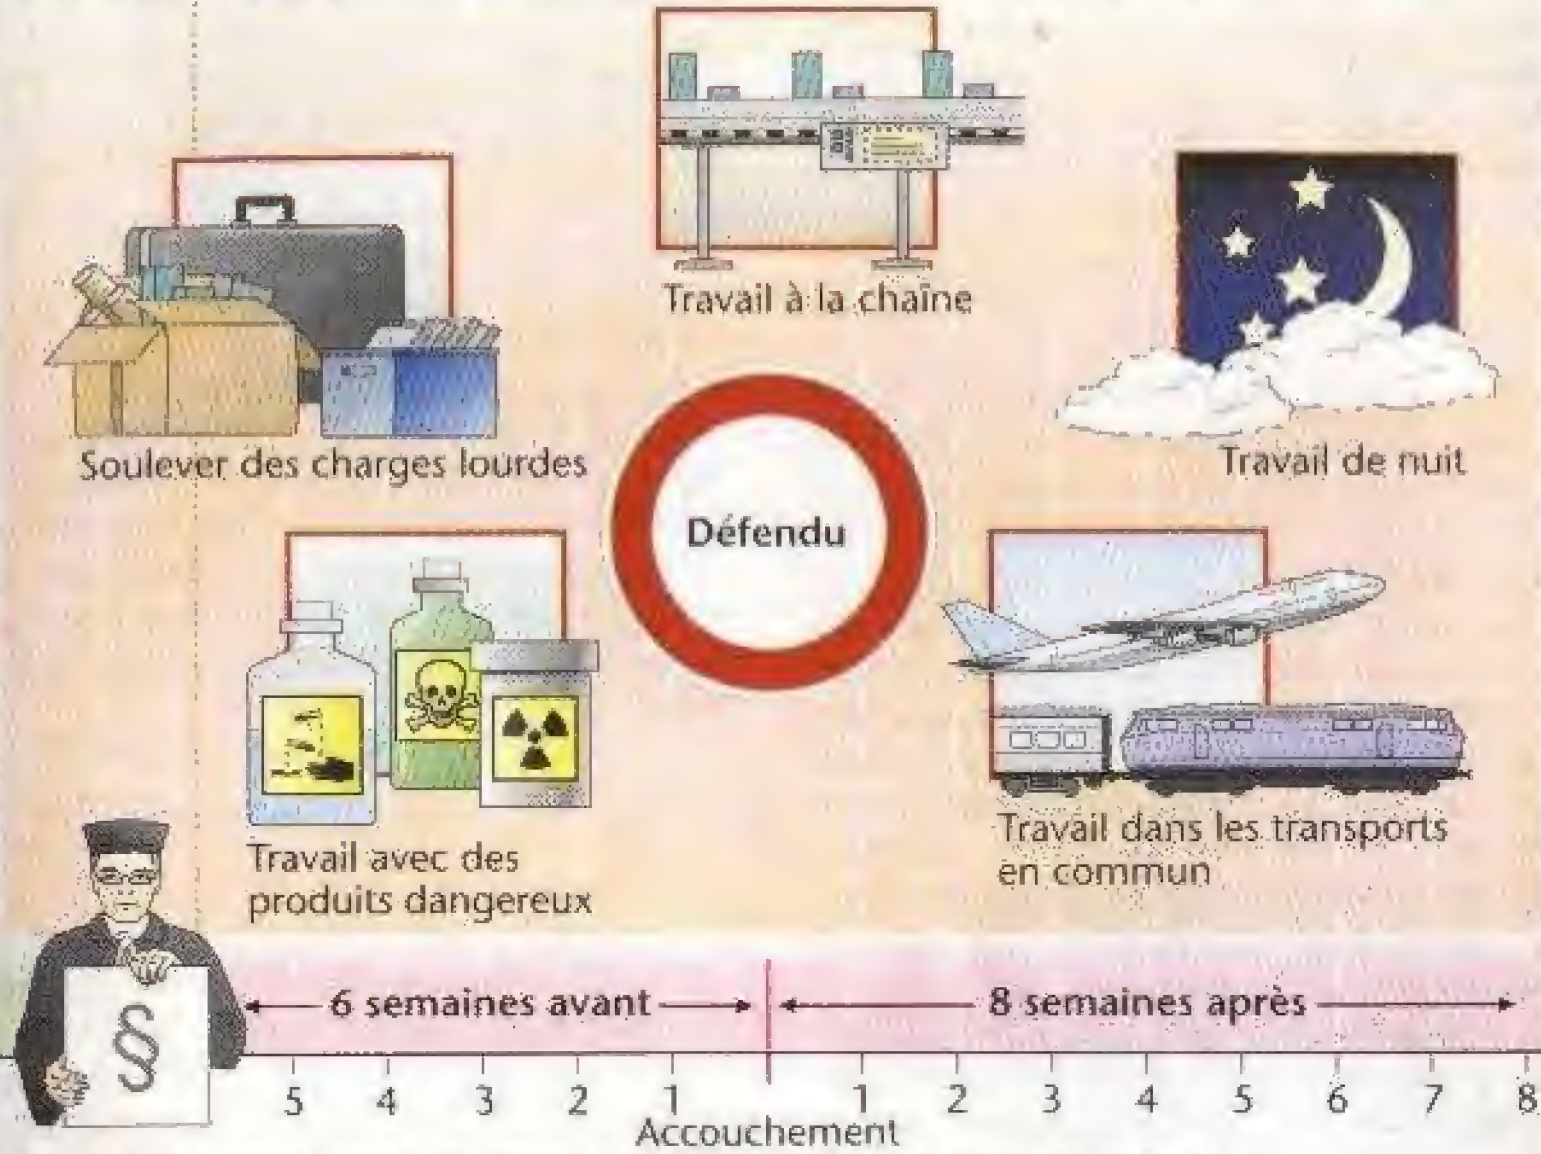 Travail à la chaîne
Soulever des charges lourdes
Travail de nuit
Défendu
Travail avec des
produits dangereux
Travail dans les transports
en commun
6 semaines avant
8 semaines après
§
5 4 3 2 1 1 2 3 4 5 6 7 8
Accouchement